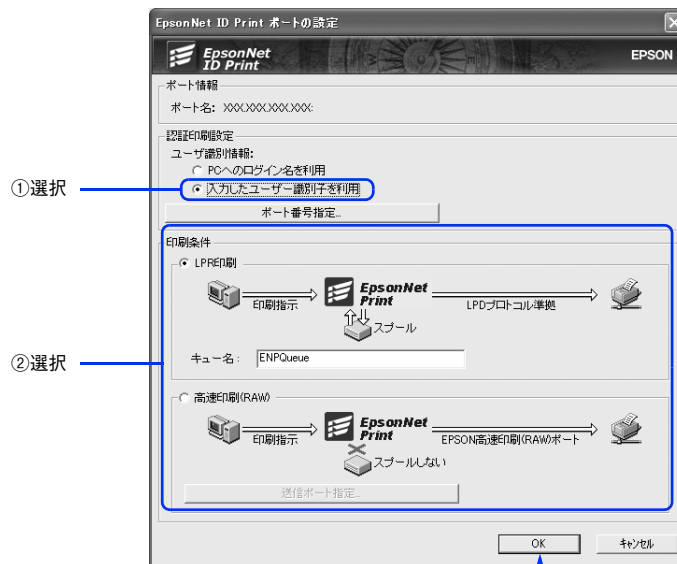 EpsonNet ID Print ポートの設定
EpsonNet
ID Print
EPSON
ポート情報
ポート名: XXX.XXX.XXX.XXX:
認証印刷設定
ユーザ識別情報:
PCへのログイン名を利用
①選択
入力したユーザー識別子を利用
ポート番号指定...
印刷条件
LPR印刷
印刷指示
EpsonNet
Print
LPDプロトコル準拠
スプール
②選択
キュー名:
ENPQueue
高速印刷(RAW)
印刷指示
EpsonNet
Print
EPSON高速印刷(RAW)ポート
スプールしない
送信ポート指定...
OK
キャンセル